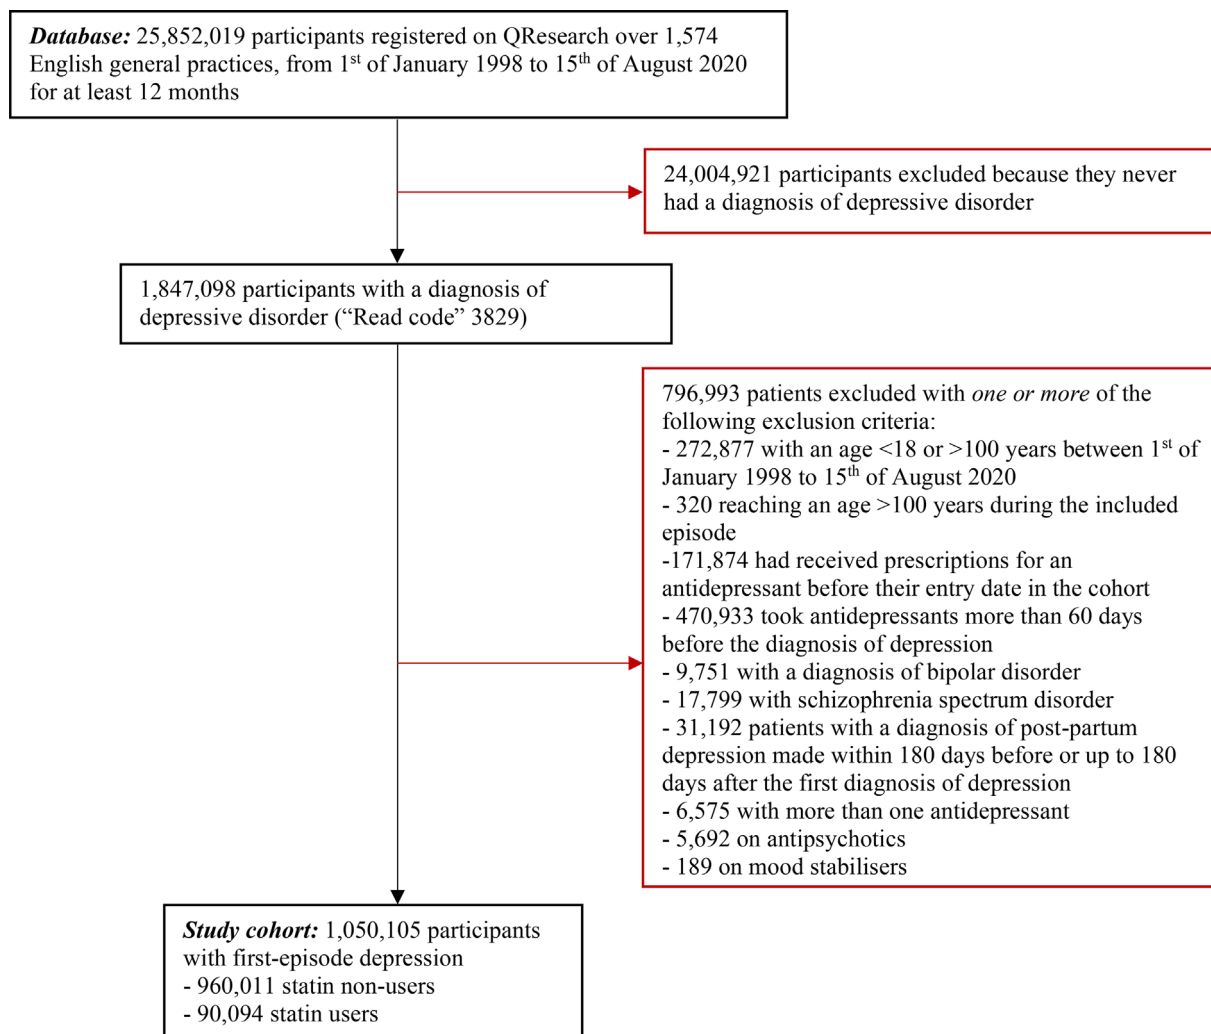 Database: 25,852,019 participants registered on QResearch over 1,574
English general practices, from 1st of January 1998 to 15th of August 2020
for at least 12 months
24,004,921 participants excluded because they never
had a diagnosis of depressive disorder
1,847,098 participants with a diagnosis of
depressive disorder (“Read code” 3829)
796,993 patients excluded with one or more of the
following exclusion criteria:
- 272,877 with an age <18 or >100 years between 1st of
January 1998 to 15th of August 2020
- 320 reaching an age >100 years during the included
episode
-171,874 had received prescriptions for an
antidepressant before their entry date in the cohort
- 470,933 took antidepressants more than 60 days
before the diagnosis of depression
- 9,751 with a diagnosis of bipolar disorder
- 17,799 with schizophrenia spectrum disorder
- 31,192 patients with a diagnosis of post-partum
depression made within 180 days before or up to 180
days after the first diagnosis of depression
- 6,575 with more than one antidepressant
- 5,692 on antipsychotics
- 189 on mood stabilisers
Study cohort: 1,050,105 participants
with first-episode depression
- 960,011 statin non-users
- 90,094 statin users